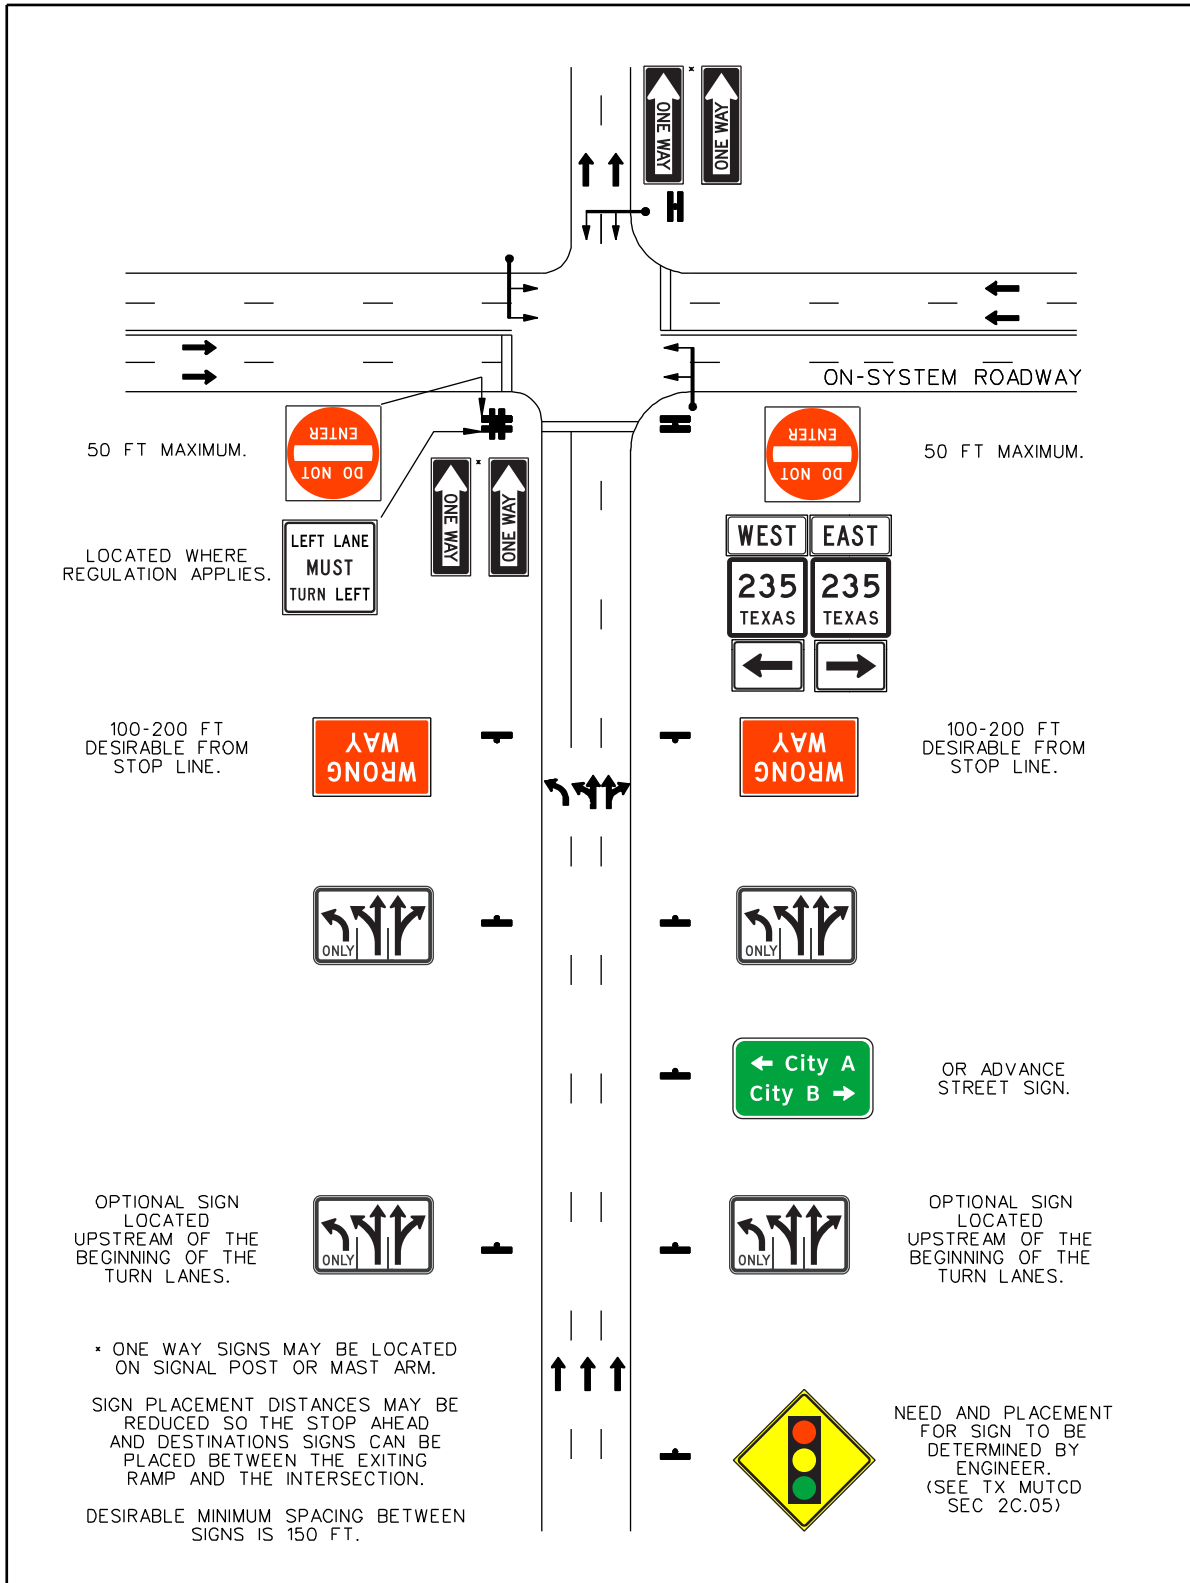 ONE WAY
ONE WAY
ON-SYSTEM ROADWAY
DO NOT
ENTER
50 FT MAXIMUM.
DO NOT
ENTER
50 FT MAXIMUM.
ONE WAY
ONE WAY
LEFT LANE
MUST
TURN LEFT
LOCATED WHERE
REGULATION APPLIES.
WEST EAST
235 235
TEXAS TEXAS
100-200 FT
DESIRABLE FROM
STOP LINE.
WRONG
WAY
WRONG
WAY
100-200 FT
DESIRABLE FROM
STOP LINE.
ONLY
ONLY
City A
City B
OR ADVANCE
STREET SIGN.
OPTIONAL SIGN
LOCATED
UPSTREAM OF THE
BEGINNING OF THE
TURN LANES.
ONLY
ONLY
OPTIONAL SIGN
LOCATED
UPSTREAM OF THE
BEGINNING OF THE
TURN LANES.
* ONE WAY SIGNS MAY BE LOCATED
ON SIGNAL POST OR MAST ARM.
SIGN PLACEMENT DISTANCES MAY BE
REDUCED SO THE STOP AHEAD
AND DESTINATIONS SIGNS CAN BE
PLACED BETWEEN THE EXITING
RAMP AND THE INTERSECTION.
DESIRABLE MINIMUM SPACING BETWEEN
SIGNS IS 150 FT.
NEED AND PLACEMENT
FOR SIGN TO BE
DETERMINED BY
ENGINEER.
(SEE TX MUTCD
SEC 2C.05)